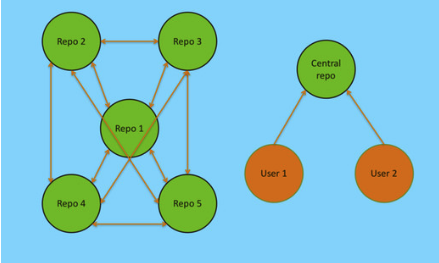 Repo 2
Repo 3
Repo 1
Repo 4
Repo 5
Central
repo
User 1
User 2